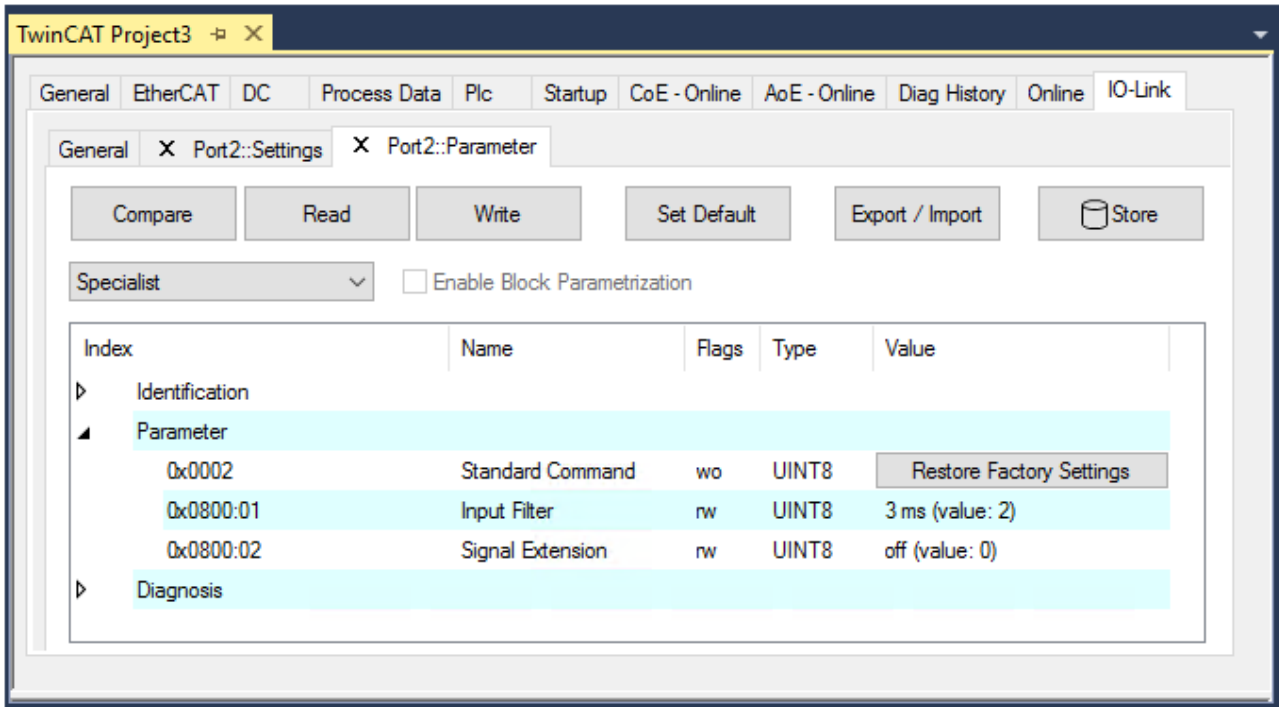 TwinCAT Project3
General EtherCAT DC Process Data Plc Startup CoE - Online AoE - Online Diag History Online IO-Link
General X Port2::Settings X Port2::Parameter
Compare Read Write Set Default Export / Import Store
Specialist Enable Block Parametrization
Index Name Flags Type Value
Identification
Parameter
0x0002 Standard Command wo UINT8 Restore Factory Settings
0x0800:01 Input Filter rw UINT8 3 ms (value: 2)
0x0800:02 Signal Extension rw UINT8 off (value: 0)
Diagnosis